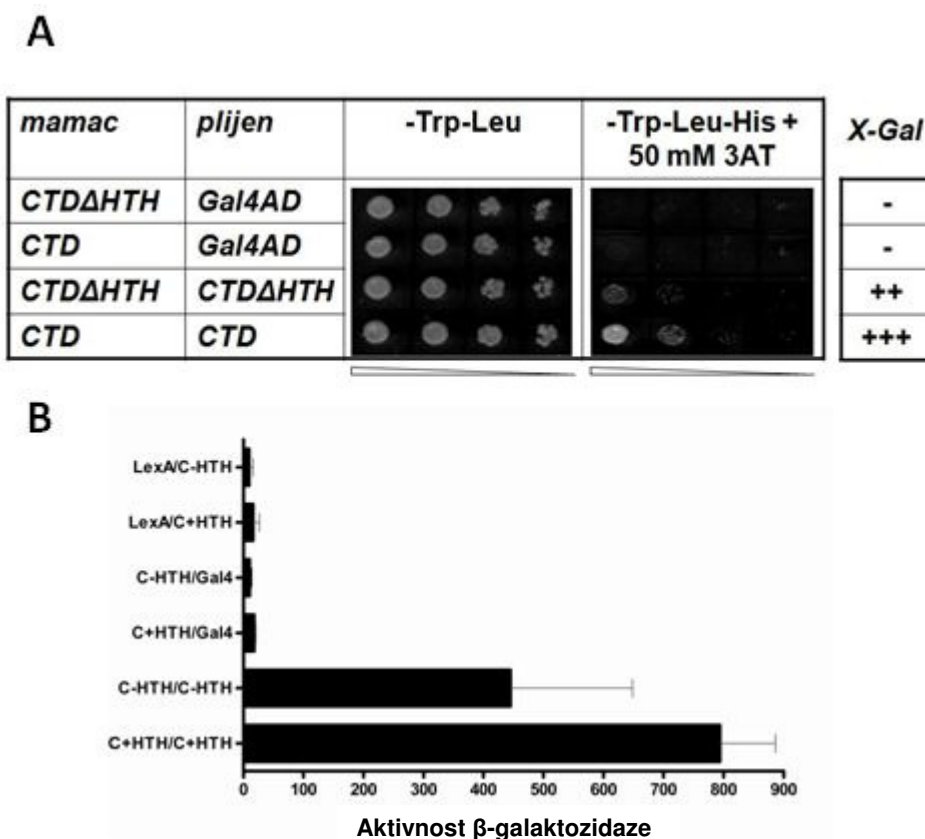 A
mamac plijen -Trp-Leu -Trp-Leu-His + 50 mM 3AT X-Gal
CTDΔHTH Gal4AD -
CTD Gal4AD -
CTDΔHTH CTDΔHTH ++
CTD CTD +++
B
LexA/C-HTH
LexA/C+HTH
C-HTH/Gal4
C+HTH/Gal4
C-HTH/C-HTH
C+HTH/C+HTH
0 100 200 300 400 500 600 700 800 900
Aktivnost β-galaktozidaze